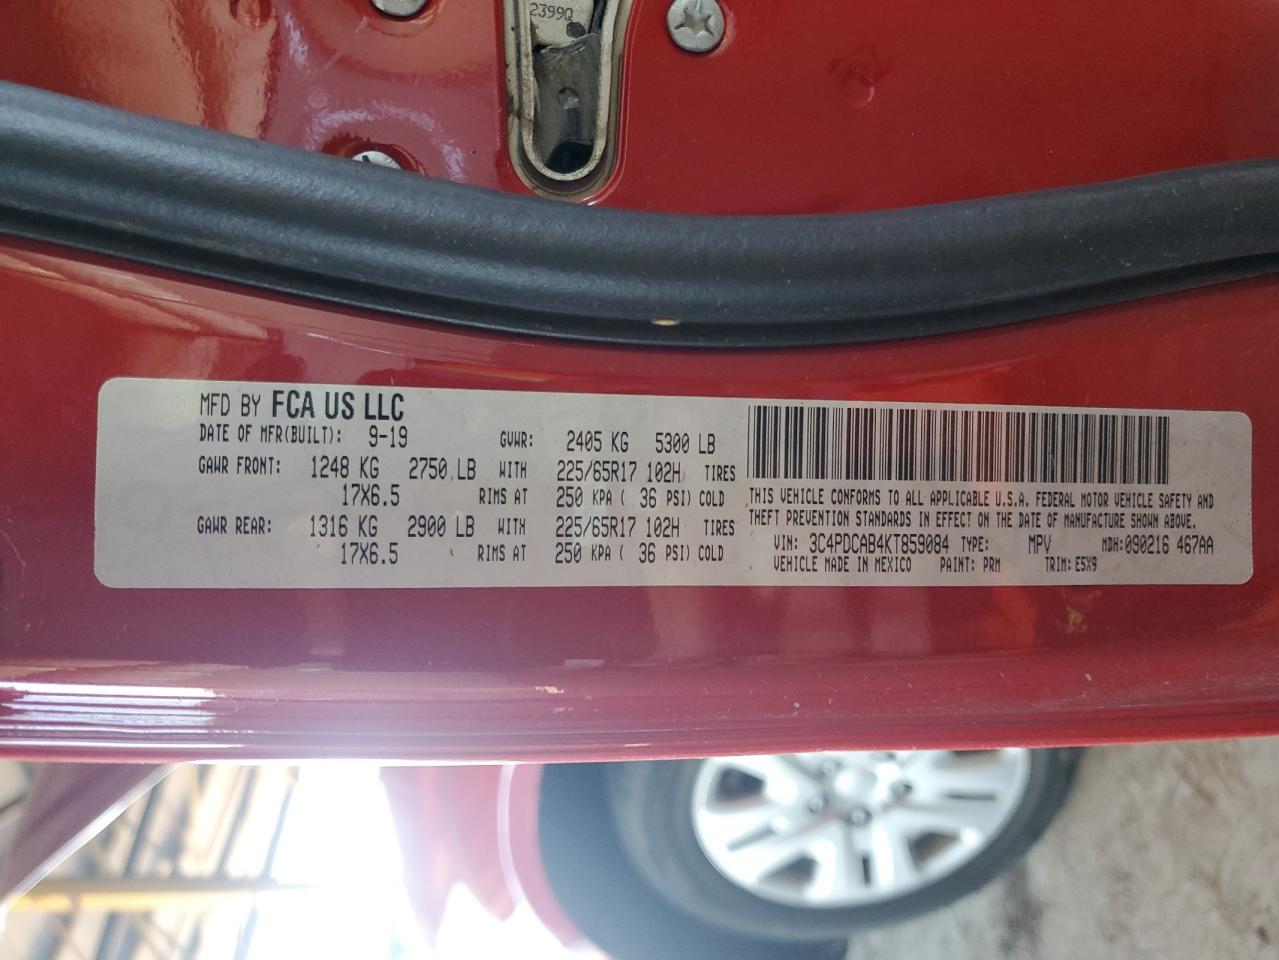 2399Q
MFD BY FCA US LLC
DATE OF MFR(BUILT): 9-19 GVWR: 2405 KG 5300 LB
GAWR FRONT: 1248 KG 2750 LB WITH 225/65R17 102H TIRES
17X6.5 RIMS AT 250 KPA ( 36 PSI) COLD
GAWR REAR: 1316 KG 2900 LB WITH 225/65R17 102H TIRES
17X6.5 RIMS AT 250 KPA ( 36 PSI) COLD
THIS VEHICLE CONFORMS TO ALL APPLICABLE U.S.A. FEDERAL MOTOR VEHICLE SAFETY AND
THEFT PREVENTION STANDARDS IN EFFECT ON THE DATE OF MANUFACTURE SHOWN ABOVE.
VIN: 3C4PDCAB4KT859084 TYPE: MPV MDH:090216 467AA
VEHICLE MADE IN MEXICO PAINT: PRM TRIM: E5X9